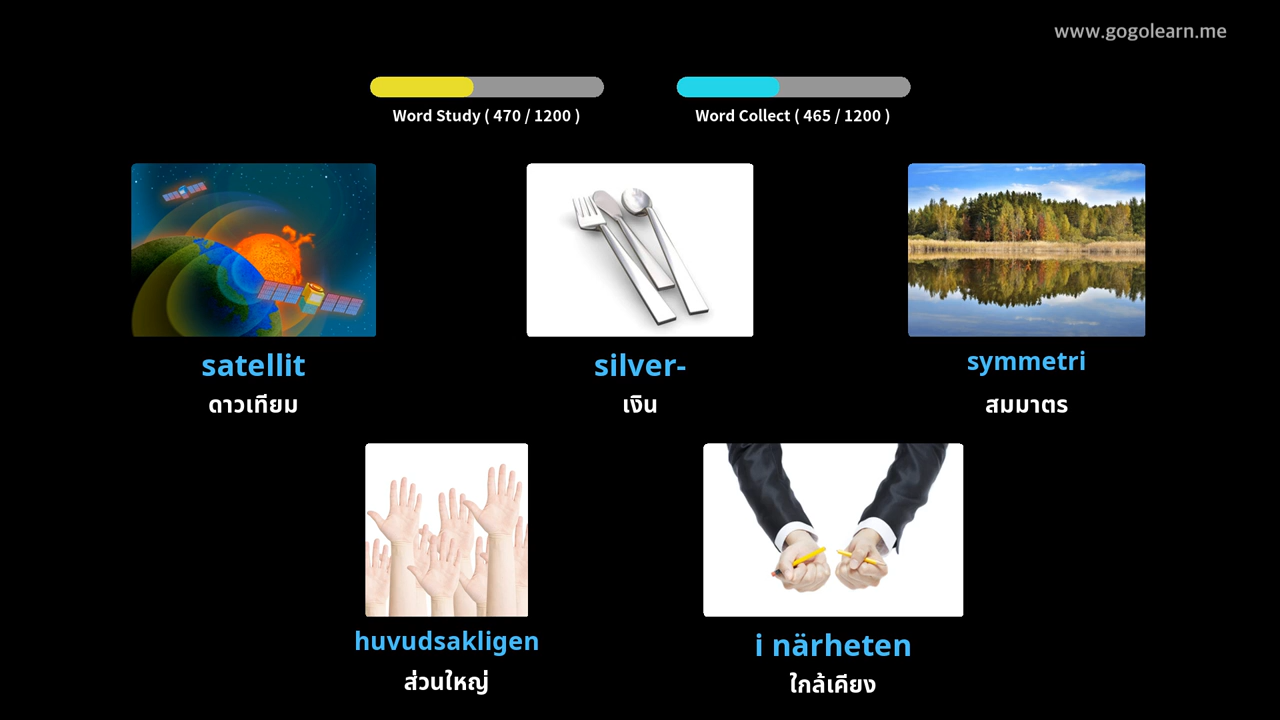 www.gogolearn.me
Word Study ( 470 / 1200 )
Word Collect ( 465 / 1200 )
satellit
ดาวเทียม
silver-
เงิน
symmetri
สมมาตร
huvudsakligen
ส่วนใหญ่
i närheten
ใกล้เคียง